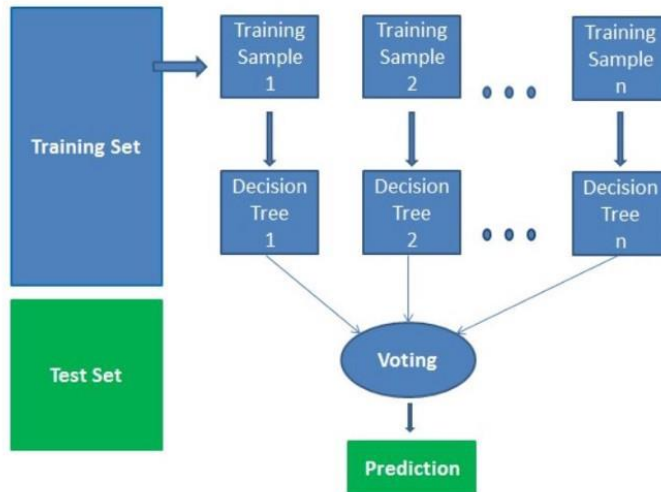 Training Set
Test Set
Training
Sample
1
Training
Sample
2
Training
Sample
n
Decision
Tree
1
Decision
Tree
2
Decision
Tree
n
Voting
Prediction